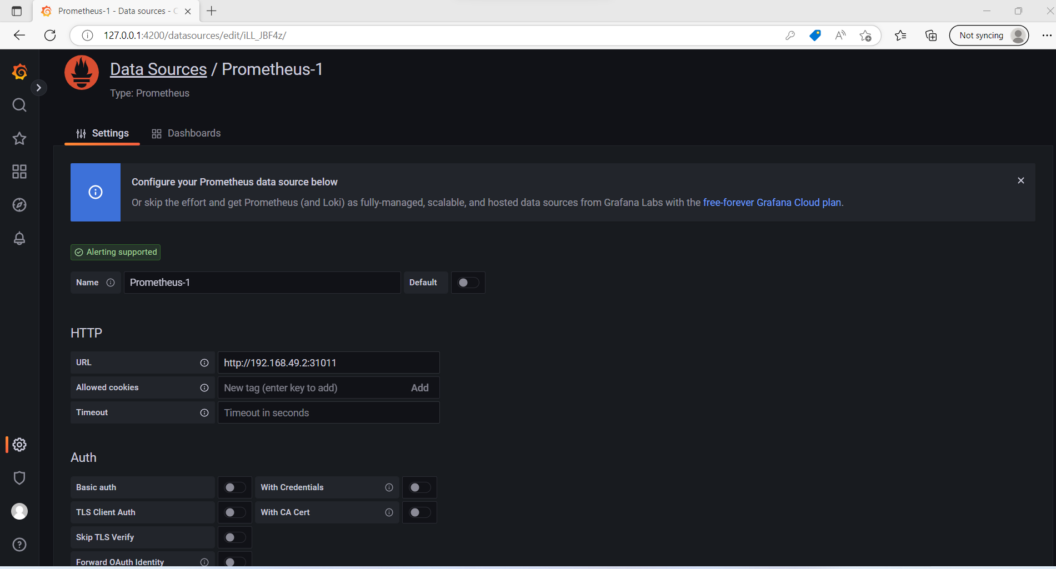 Prometheus-1 - Data sources -
127.0.0.1:4200/datasources/edit/iLL_JBF4z/
Not syncing
Data Sources / Prometheus-1
Type: Prometheus
Settings
Dashboards
Configure your Prometheus data source below
Or skip the effort and get Prometheus (and Loki) as fully-managed, scalable, and hosted data sources from Grafana Labs with the free-forever Grafana Cloud plan.
Alerting supported
Name Prometheus-1 Default
HTTP
URL http://192.168.49.2:31011
Allowed cookies New tag (enter key to add) Add
Timeout Timeout in seconds
Auth
Basic auth With Credentials
TLS Client Auth With CA Cert
Skip TLS Verify
Forward OAuth Identity